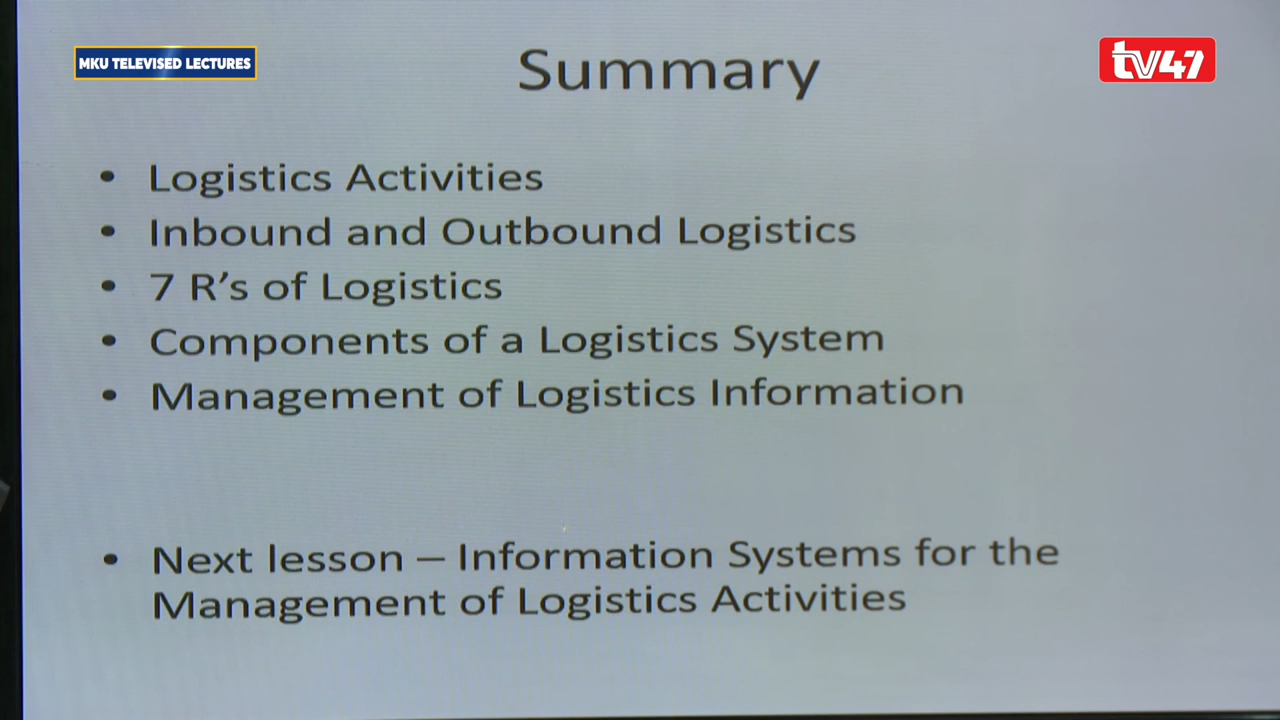 MKU TELEVISED LECTURES
tv47
Summary
• Logistics Activities
• Inbound and Outbound Logistics
• 7 R’s of Logistics
• Components of a Logistics System
• Management of Logistics Information
• Next lesson – Information Systems for the
Management of Logistics Activities